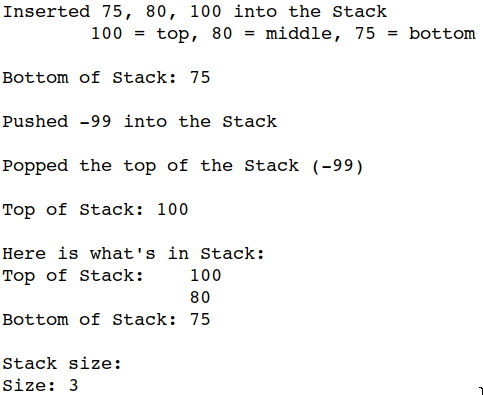 Inserted 75, 80, 100 into the Stack
100 = top, 80 = middle, 75 = bottom
Bottom of Stack: 75
Pushed -99 into the Stack
Popped the top of the Stack (-99)
Top of Stack: 100
Here is what's in Stack:
Top of Stack: 100
80
Bottom of Stack: 75
Stack size:
Size: 3